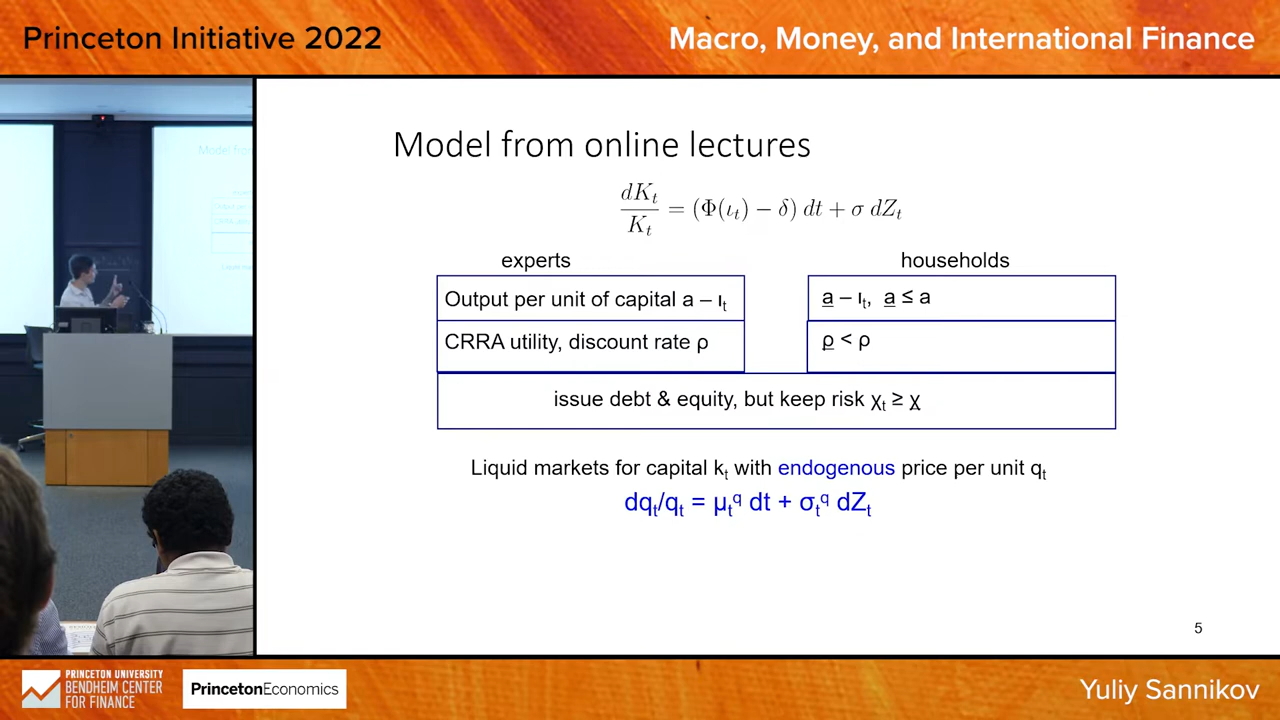 Princeton Initiative 2022
Macro, Money, and International Finance
Model from online lectures
dK_t/K_t = (Φ(ι_t) − δ) dt + σ dZ_t
experts
households
Output per unit of capital a – ι_t
a̲ – ι_t, a̲ ≤ a
CRRA utility, discount rate ρ
ρ̲ < ρ
issue debt & equity, but keep risk χ_t ≥ χ̲
Liquid markets for capital k_t with endogenous price per unit q_t
dq_t/q_t = μ_t^q dt + σ_t^q dZ_t
5
PRINCETON UNIVERSITY
BENDHEIM CENTER
FOR FINANCE
PrincetonEconomics
Yuliy Sannikov